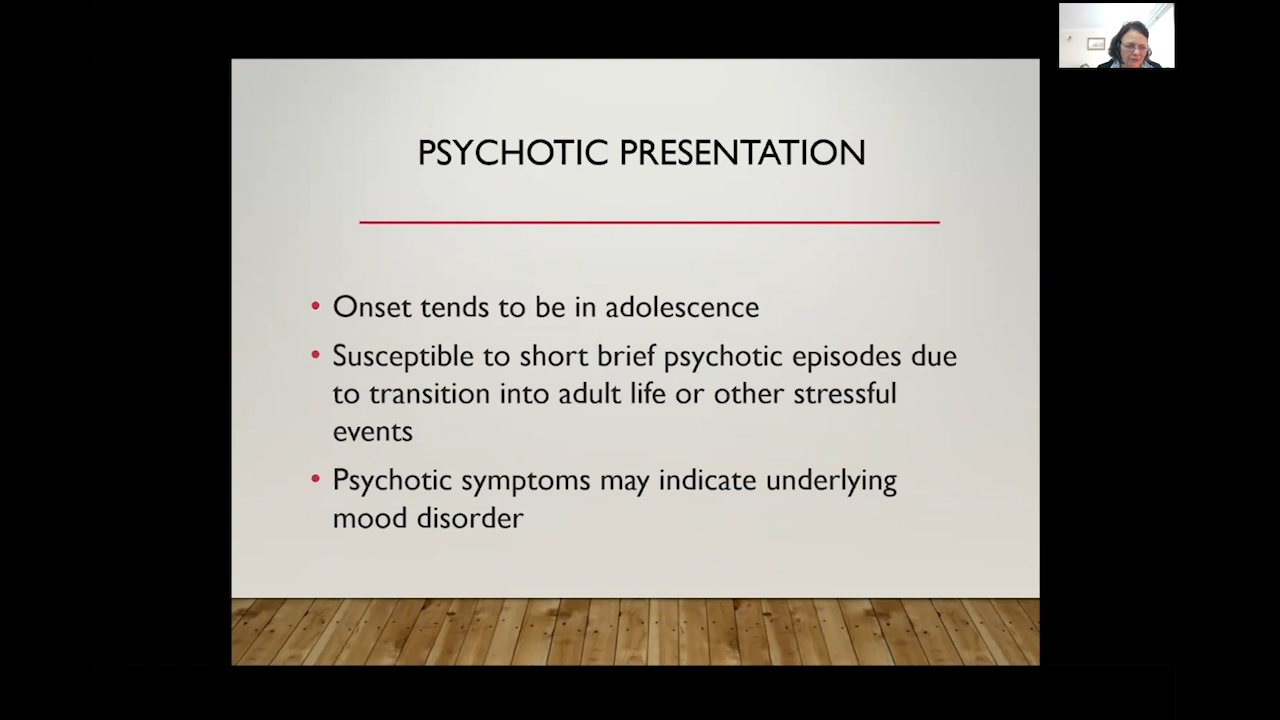 PSYCHOTIC PRESENTATION
• Onset tends to be in adolescence
• Susceptible to short brief psychotic episodes due
to transition into adult life or other stressful
events
• Psychotic symptoms may indicate underlying
mood disorder